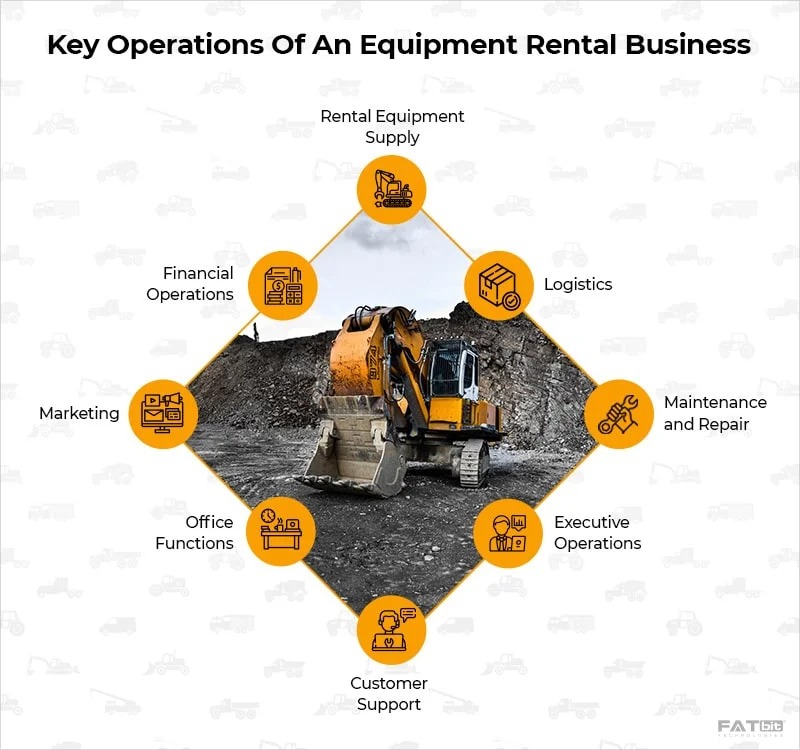 Key Operations Of An Equipment Rental Business
Rental Equipment
Supply
Financial
Operations
Logistics
Marketing
Maintenance
and Repair
Office
Functions
Executive
Operations
Customer
Support
974
FATbit
TECHNOLOGIES